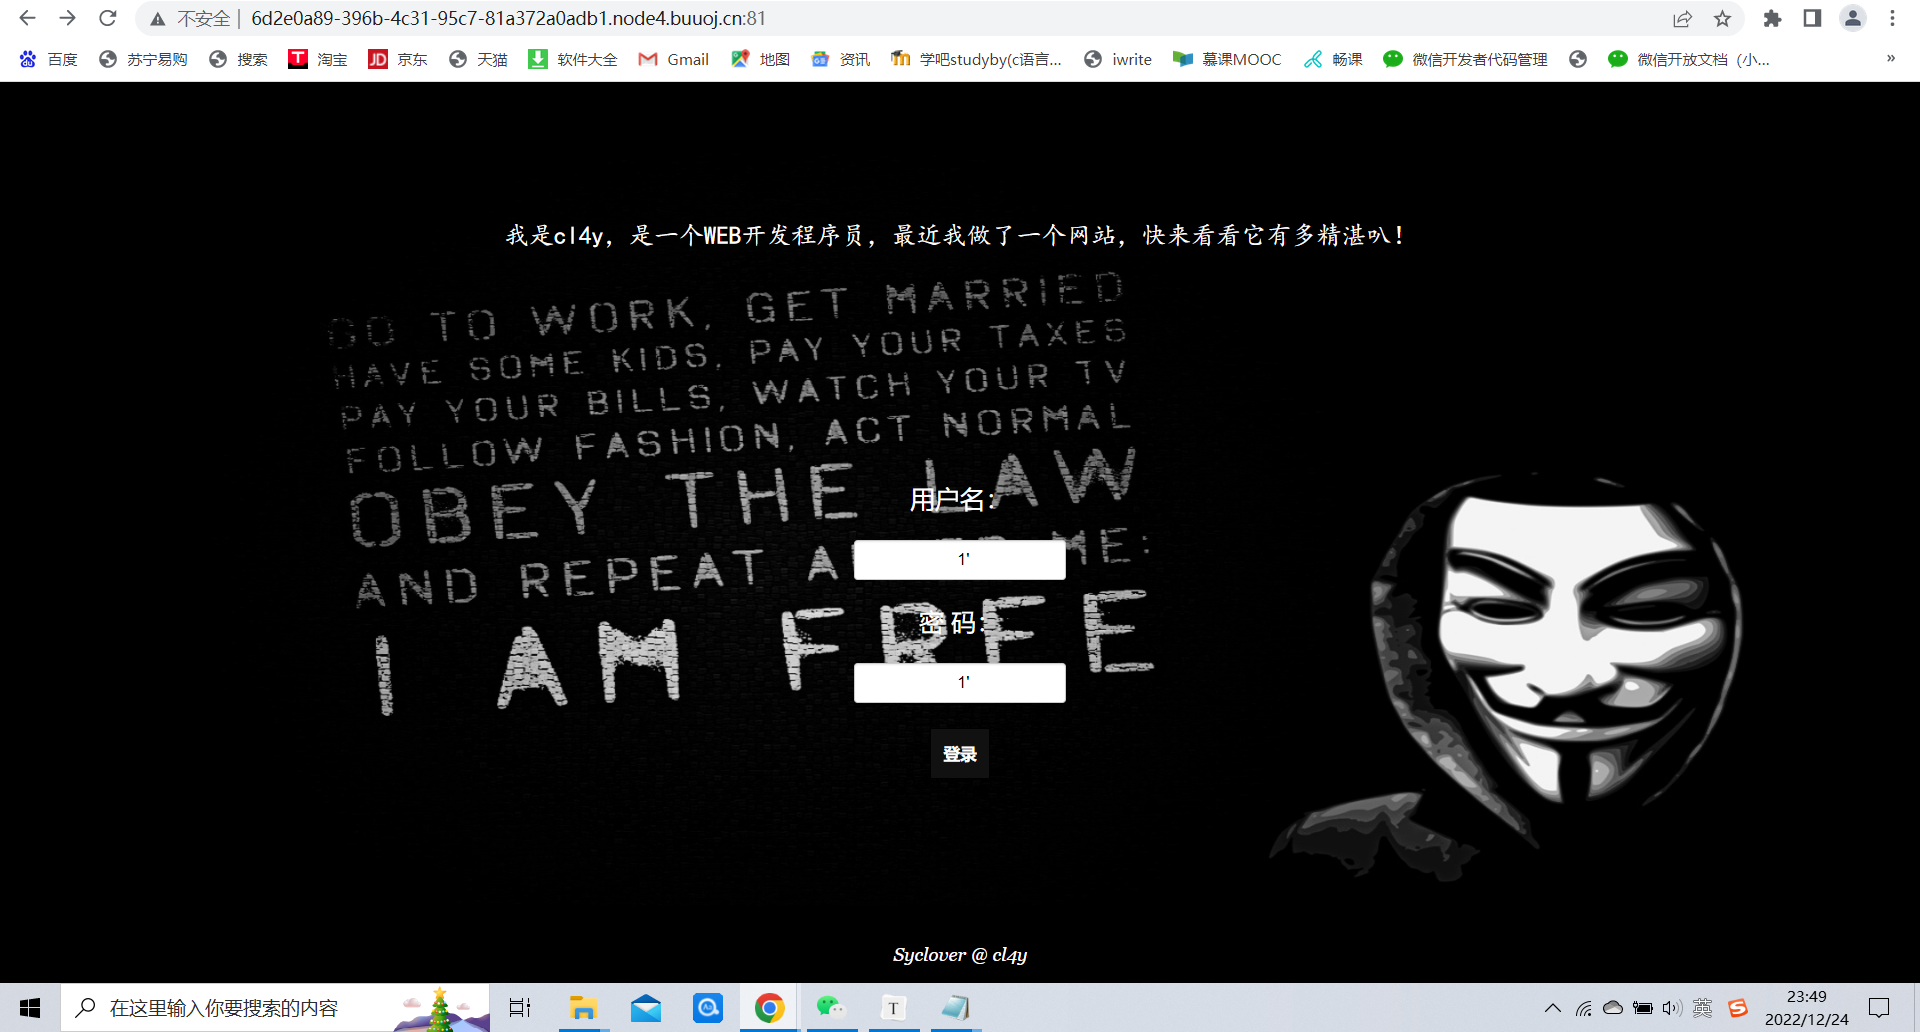 不安全 | 6d2e0a89-396b-4c31-95c7-81a372a0adb1.node4.buuoj.cn:81
百度 苏宁易购 搜索 淘宝 京东 天猫 软件大全 Gmail 地图 资讯 学吧studyby(c语言... iwrite 慕课MOOC 畅课 微信开发者代码管理 微信开放文档（小... »
我是cl4y，是一个WEB开发程序员，最近我做了一个网站，快来看看它有多精湛叭！
GO TO WORK, GET MARRIED
HAVE SOME KIDS, PAY YOUR TAXES
PAY YOUR BILLS, WATCH YOUR TV
FOLLOW FASHION, ACT NORMAL
OBEY THE LAW
用户名：
AND REPEAT AFTER ME:
1'
I AM FREE
密 码：
1'
登录
Syclover @ cl4y
在这里输入你要搜索的内容
英
23:49
2022/12/24